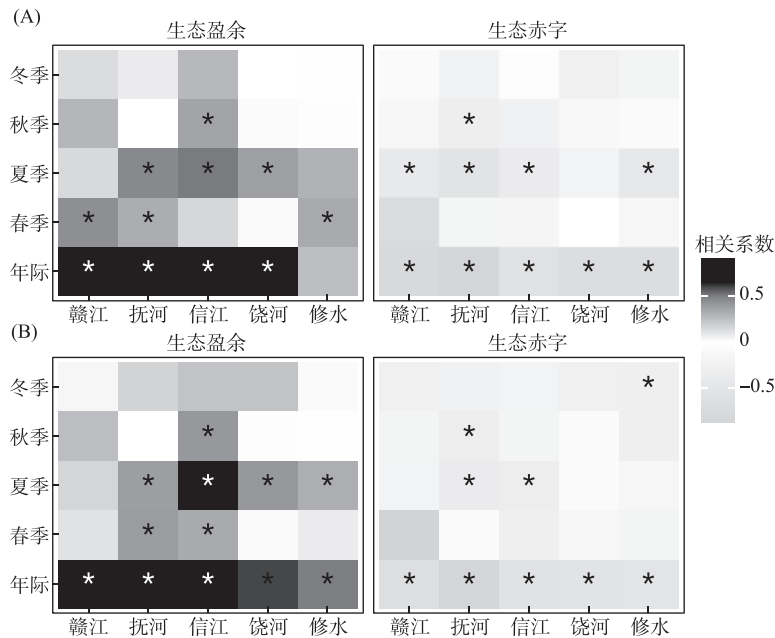 (A)
生态盈余 生态赤字
冬季
秋季 * *
夏季 * * * * * * *
春季 * * *
年际 * * * * * * * * *
赣江 抚河 信江 饶河 修水 赣江 抚河 信江 饶河 修水
相关系数
0.5
0
−0.5
(B)
生态盈余 生态赤字
冬季 *
秋季 * *
夏季 * * * * * *
春季 * *
年际 * * * * * * * * * *
赣江 抚河 信江 饶河 修水 赣江 抚河 信江 饶河 修水